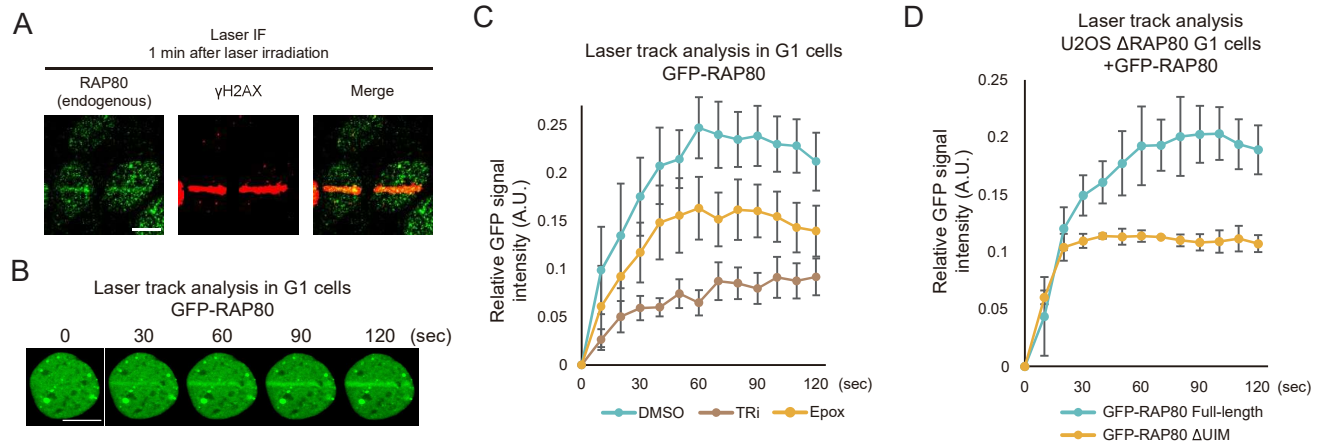 A
Laser IF
1 min after laser irradiation
RAP80
(endogenous)
γH2AX
Merge
B
Laser track analysis in G1 cells
GFP-RAP80
0 30 60 90 120 (sec)
C
Laser track analysis in G1 cells
GFP-RAP80
Relative GFP signal
intensity (A.U.)
0.25
0.2
0.15
0.1
0.05
0
0 30 60 90 120 (sec)
DMSO TRi Epox
D
Laser track analysis
U2OS ΔRAP80 G1 cells
+GFP-RAP80
Relative GFP signal
intensity (A.U.)
0.25
0.2
0.15
0.1
0.05
0
0 30 60 90 120 (sec)
GFP-RAP80 Full-length
GFP-RAP80 ΔUIM